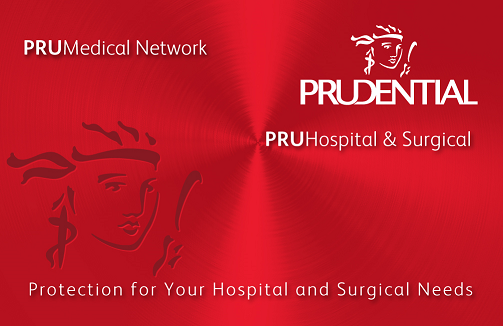 PRUMedical Network
PRUDENTIAL
PRUHospital & Surgical
Protection for Your Hospital and Surgical Needs